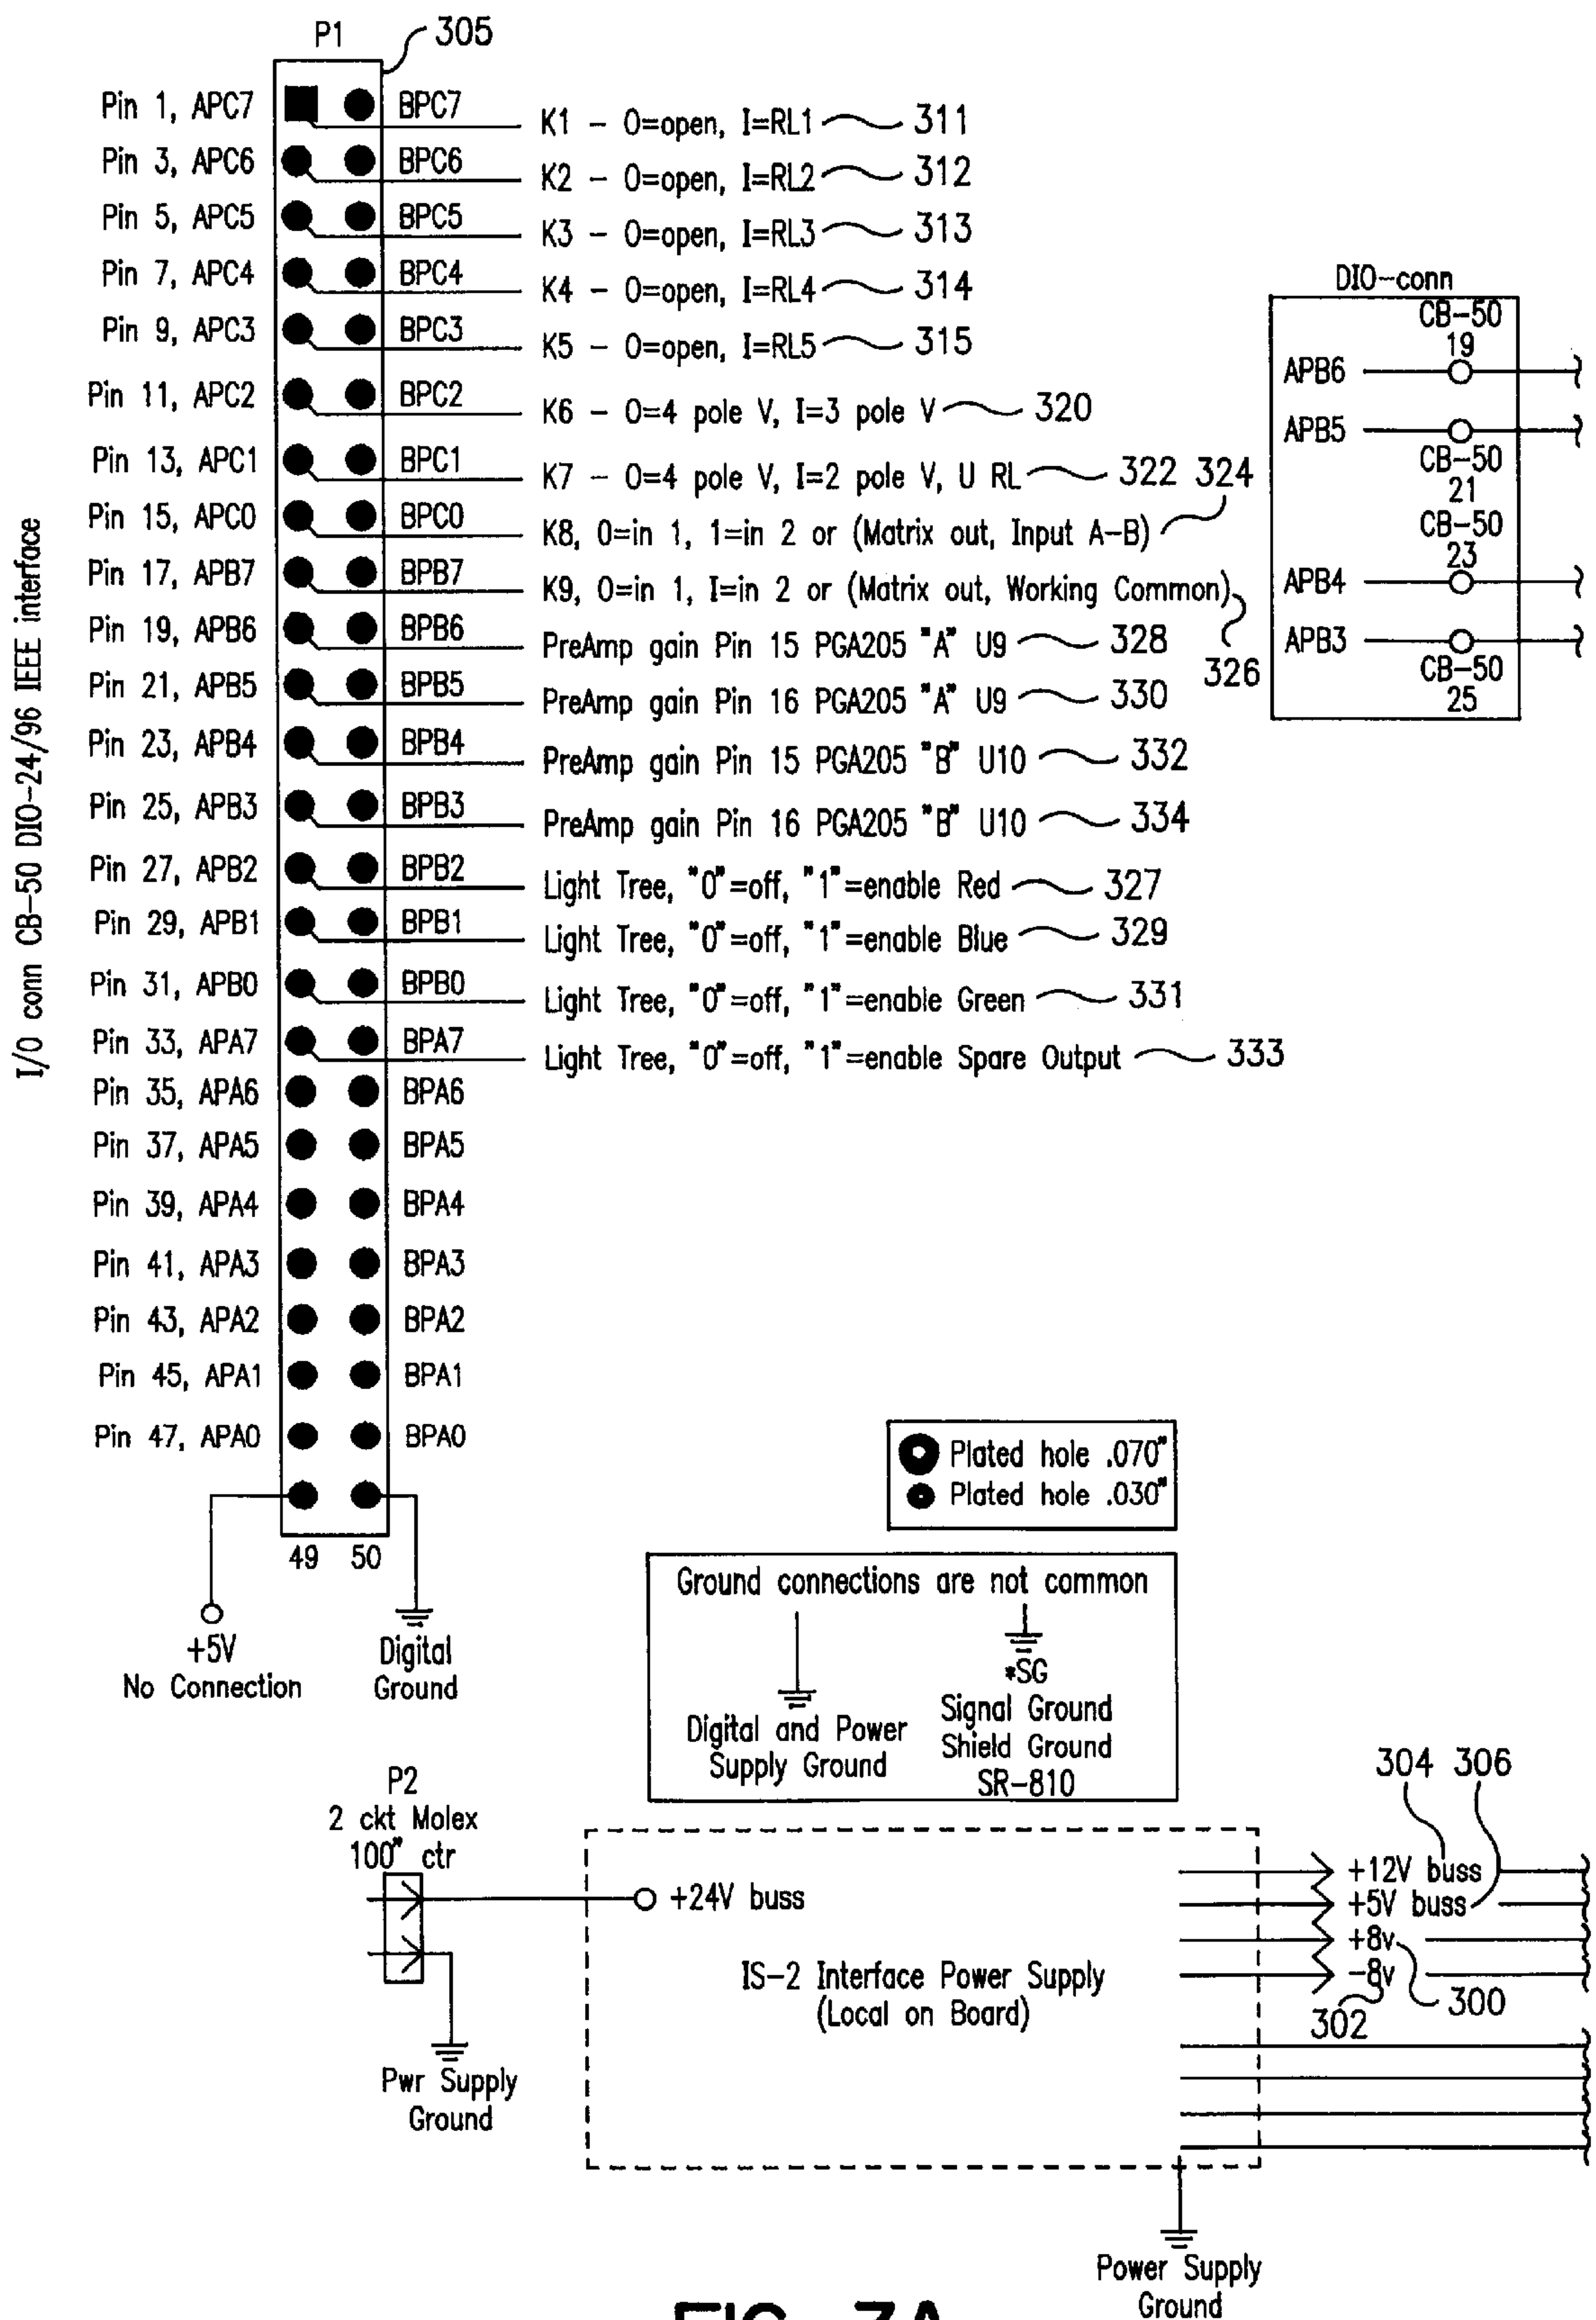 P1
305
I/O conn CB-50 DIO-24/96 IEEE interface
Pin 1, APC7 BPC7 K1 - 0=open, I=RL1 311
Pin 3, APC6 BPC6 K2 - 0=open, I=RL2 312
Pin 5, APC5 BPC5 K3 - 0=open, I=RL3 313
Pin 7, APC4 BPC4 K4 - 0=open, I=RL4 314
Pin 9, APC3 BPC3 K5 - 0=open, I=RL5 315
Pin 11, APC2 BPC2 K6 - 0=4 pole V, I=3 pole V 320
Pin 13, APC1 BPC1 K7 - 0=4 pole V, I=2 pole V, U RL 322
Pin 15, APC0 BPC0 K8, 0=in 1, 1=in 2 or (Matrix out, Input A-B) 324
Pin 17, APB7 BPB7 K9, 0=in 1, I=in 2 or (Matrix out, Working Common) 326
Pin 19, APB6 BPB6 PreAmp gain Pin 15 PGA205 "A" U9 328
Pin 21, APB5 BPB5 PreAmp gain Pin 16 PGA205 "A" U9 330
Pin 23, APB4 BPB4 PreAmp gain Pin 15 PGA205 "B" U10 332
Pin 25, APB3 BPB3 PreAmp gain Pin 16 PGA205 "B" U10 334
Pin 27, APB2 BPB2 Light Tree, "0"=off, "1"=enable Red 327
Pin 29, APB1 BPB1 Light Tree, "0"=off, "1"=enable Blue 329
Pin 31, APB0 BPB0 Light Tree, "0"=off, "1"=enable Green 331
Pin 33, APA7 BPA7 Light Tree, "0"=off, "1"=enable Spare Output 333
Pin 35, APA6 BPA6
Pin 37, APA5 BPA5
Pin 39, APA4 BPA4
Pin 41, APA3 BPA3
Pin 43, APA2 BPA2
Pin 45, APA1 BPA1
Pin 47, APA0 BPA0
49 50
+5V
No Connection
Digital
Ground
DIO-conn
CB-50
19
APB6
APB5
CB-50
21
CB-50
23
APB4
APB3
CB-50
25
Plated hole .070"
Plated hole .030"
Ground connections are not common
Digital and Power
Supply Ground
*SG
Signal Ground
Shield Ground
SR-810
P2
2 ckt Molex
100" ctr
+24V buss
Pwr Supply
Ground
IS-2 Interface Power Supply
(Local on Board)
304 306
+12V buss
+5V buss
+8v
-8v
302
300
Power Supply
Ground